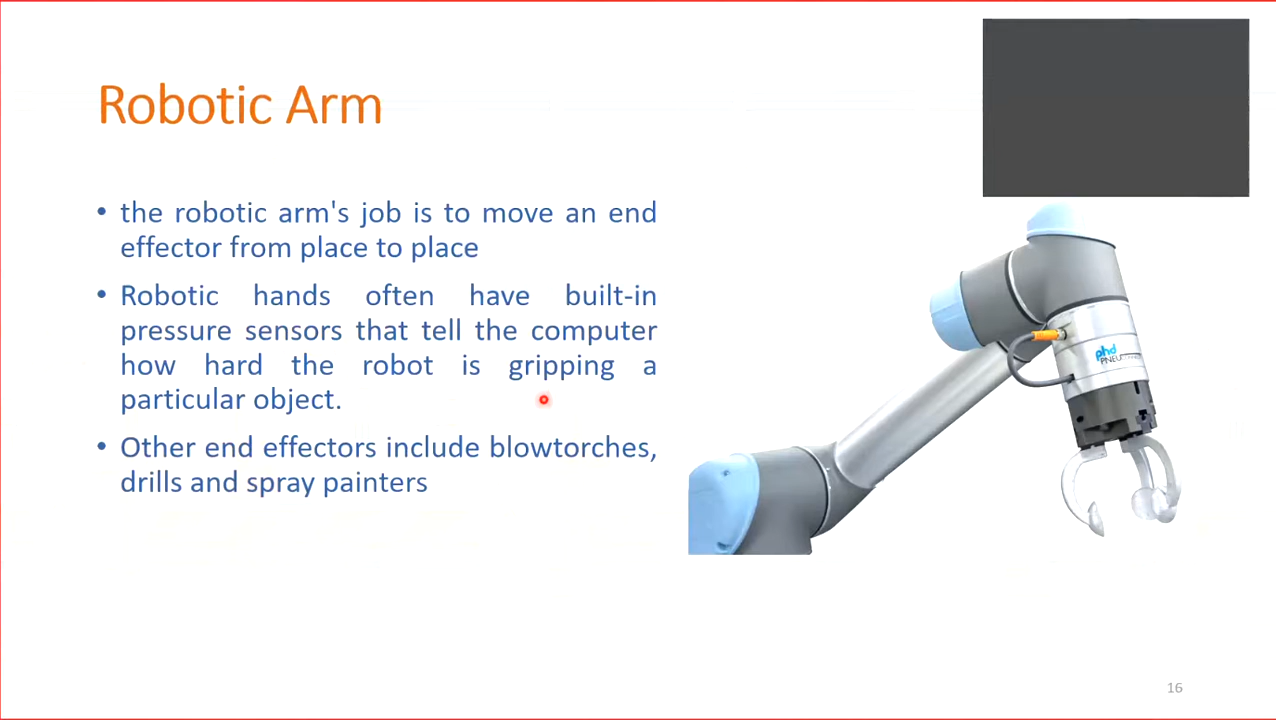 Robotic Arm
• the robotic arm's job is to move an end
effector from place to place
• Robotic hands often have built-in
pressure sensors that tell the computer
how hard the robot is gripping a
particular object.
• Other end effectors include blowtorches,
drills and spray painters
phd
16